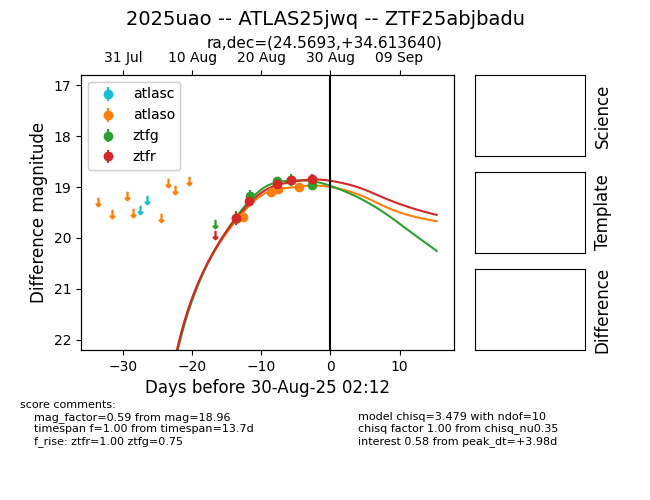 2025uao -- ATLAS25jwq -- ZTF25abjbadu
ra,dec=(24.5693,+34.613640)
31 Jul 10 Aug 20 Aug 30 Aug 09 Sep
atlasc
atlaso
ztfg
ztfr
17
18
19
20
21
22
Difference magnitude
−30 −20 −10 0 10
Days before 30-Aug-25 02:12
Science
Template
Difference
score comments:
mag_factor=0.59 from mag=18.96
timespan f=1.00 from timespan=13.7d
f_rise: ztfr=1.00 ztfg=0.75
model chisq=3.479 with ndof=10
chisq factor 1.00 from chisq_nu0.35
interest 0.58 from peak_dt=+3.98d